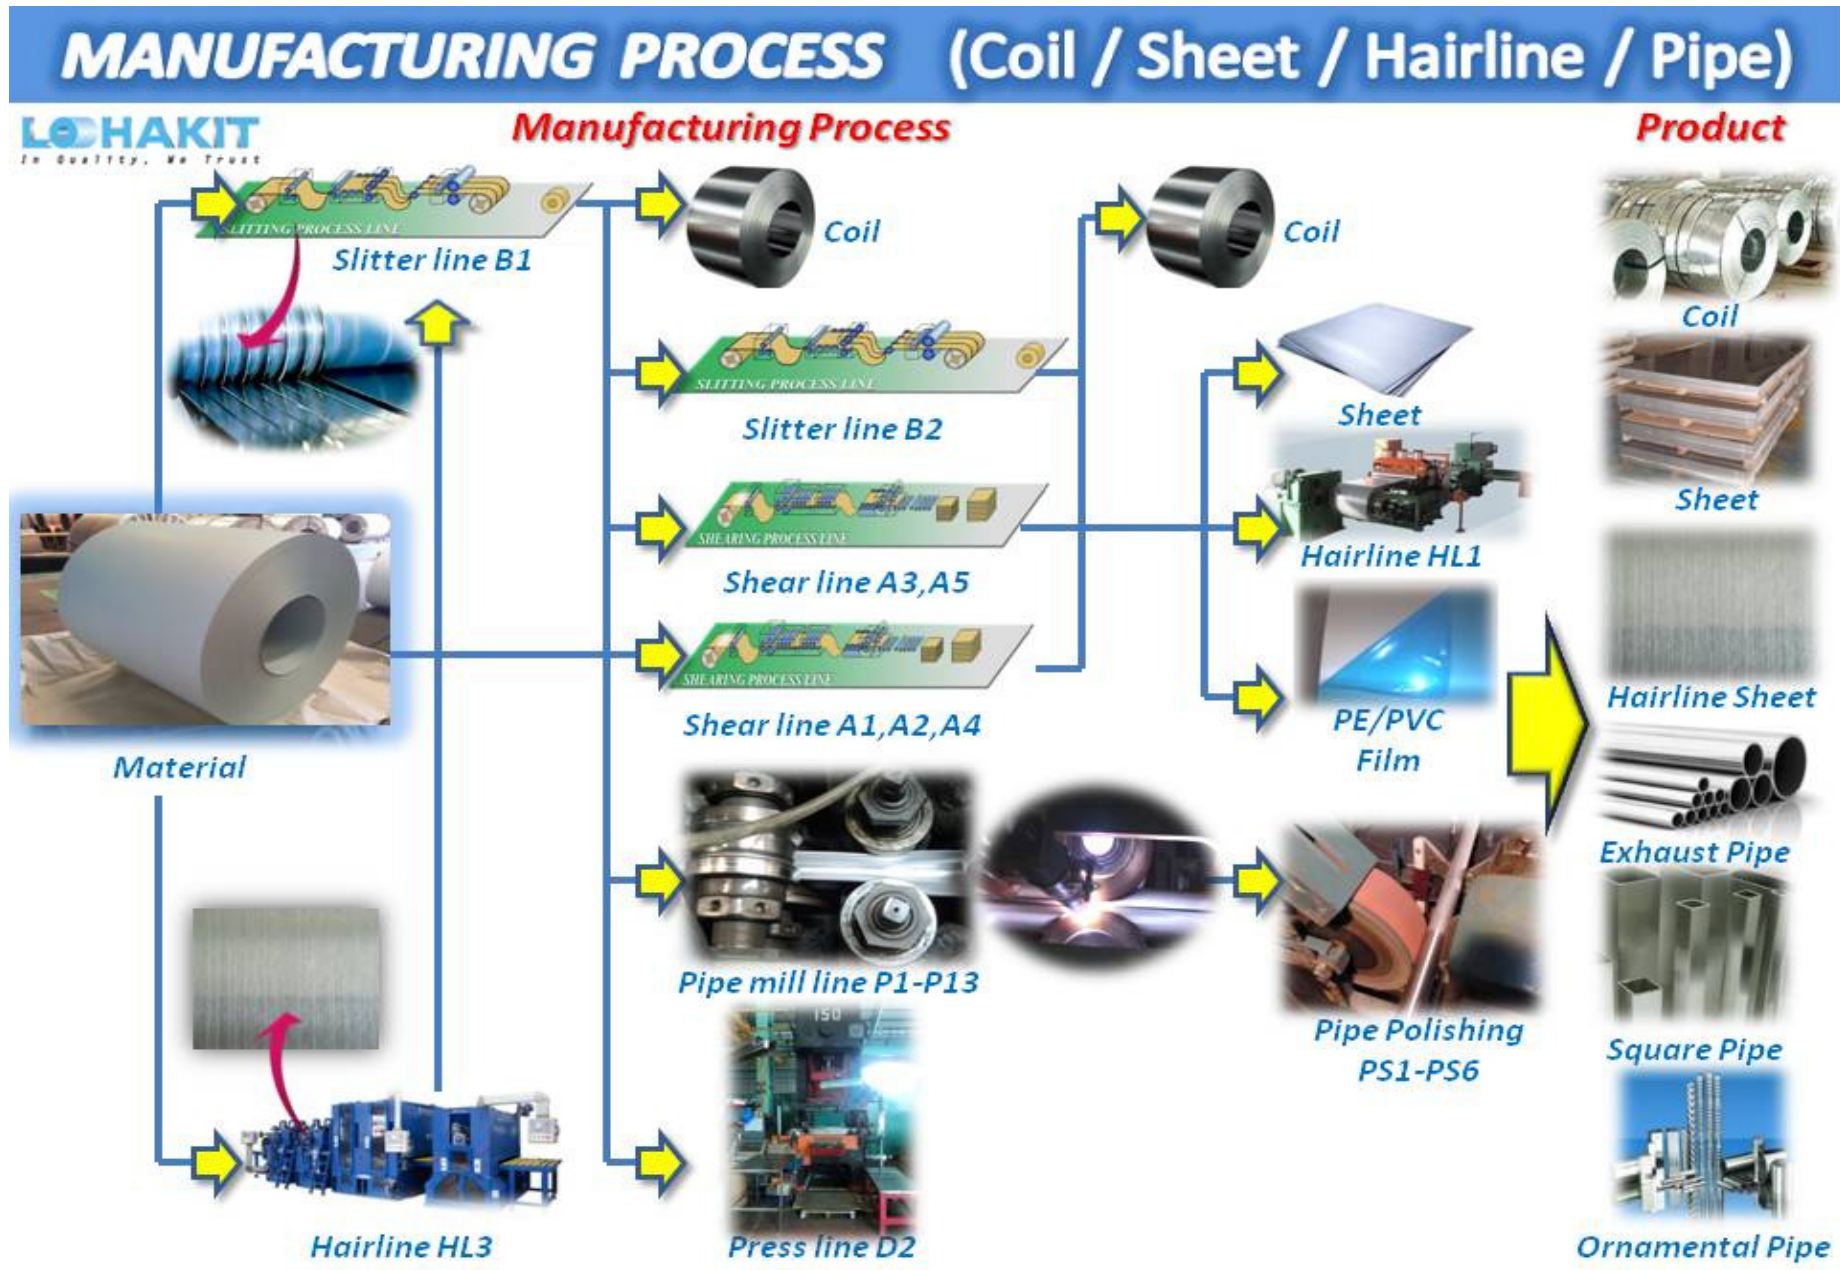 MANUFACTURING PROCESS (Coil / Sheet / Hairline / Pipe)
LOHAKIT
In Quality, We Trust
Manufacturing Process
Product
SLITTING PROCESS LINE
Slitter line B1
Coil
Coil
Coil
SLITTING PROCESS LINE
Slitter line B2
Sheet
Sheet
SHEARING PROCESS LINE
Shear line A3,A5
Hairline HL1
SHEARING PROCESS LINE
Shear line A1,A2,A4
PE/PVC
Film
Hairline Sheet
Material
Exhaust Pipe
Pipe mill line P1-P13
150
Pipe Polishing
PS1-PS6
Square Pipe
Hairline HL3
Press line D2
Ornamental Pipe